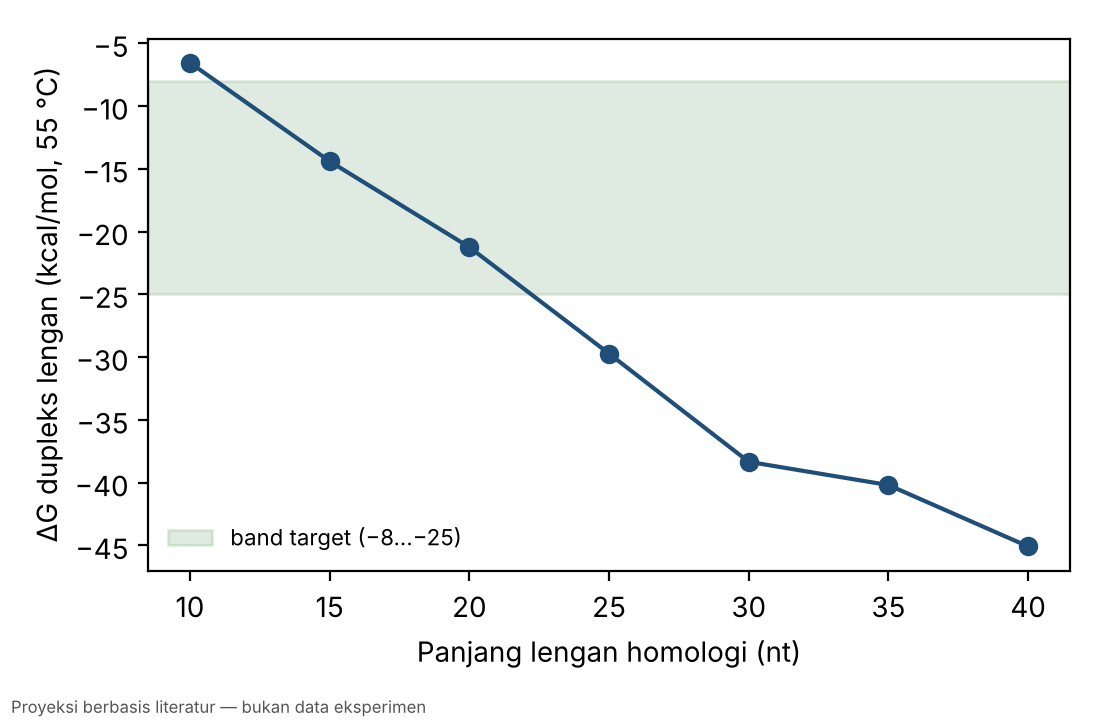 −5
−10
−15
−20
−25
−30
−35
−40
−45
ΔG dupleks lengan (kcal/mol, 55 °C)
band target (−8…−25)
10 15 20 25 30 35 40
Panjang lengan homologi (nt)
Proyeksi berbasis literatur — bukan data eksperimen